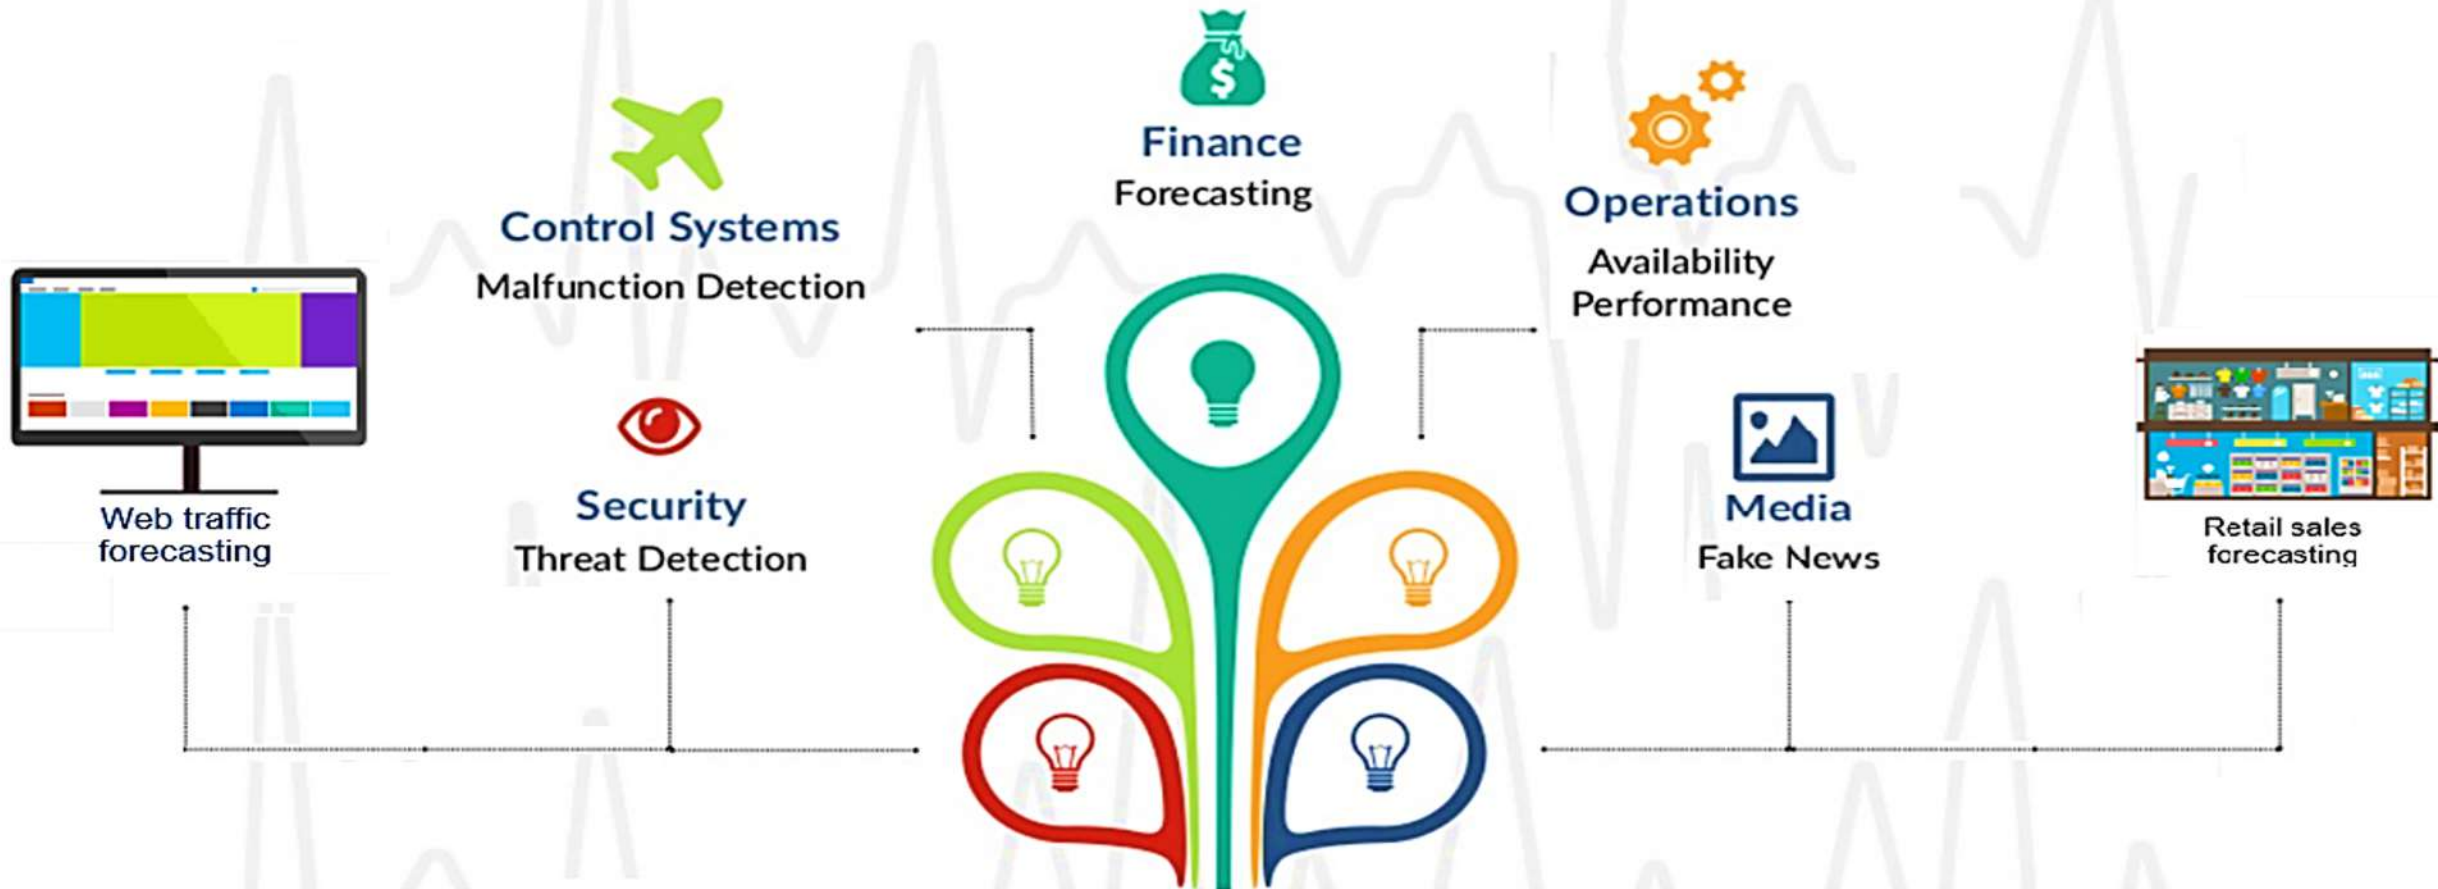 $
Finance
Forecasting
Control Systems
Malfunction Detection
Operations
Availability
Performance
Web traffic
forecasting
Security
Threat Detection
Media
Fake News
Retail sales
forecasting